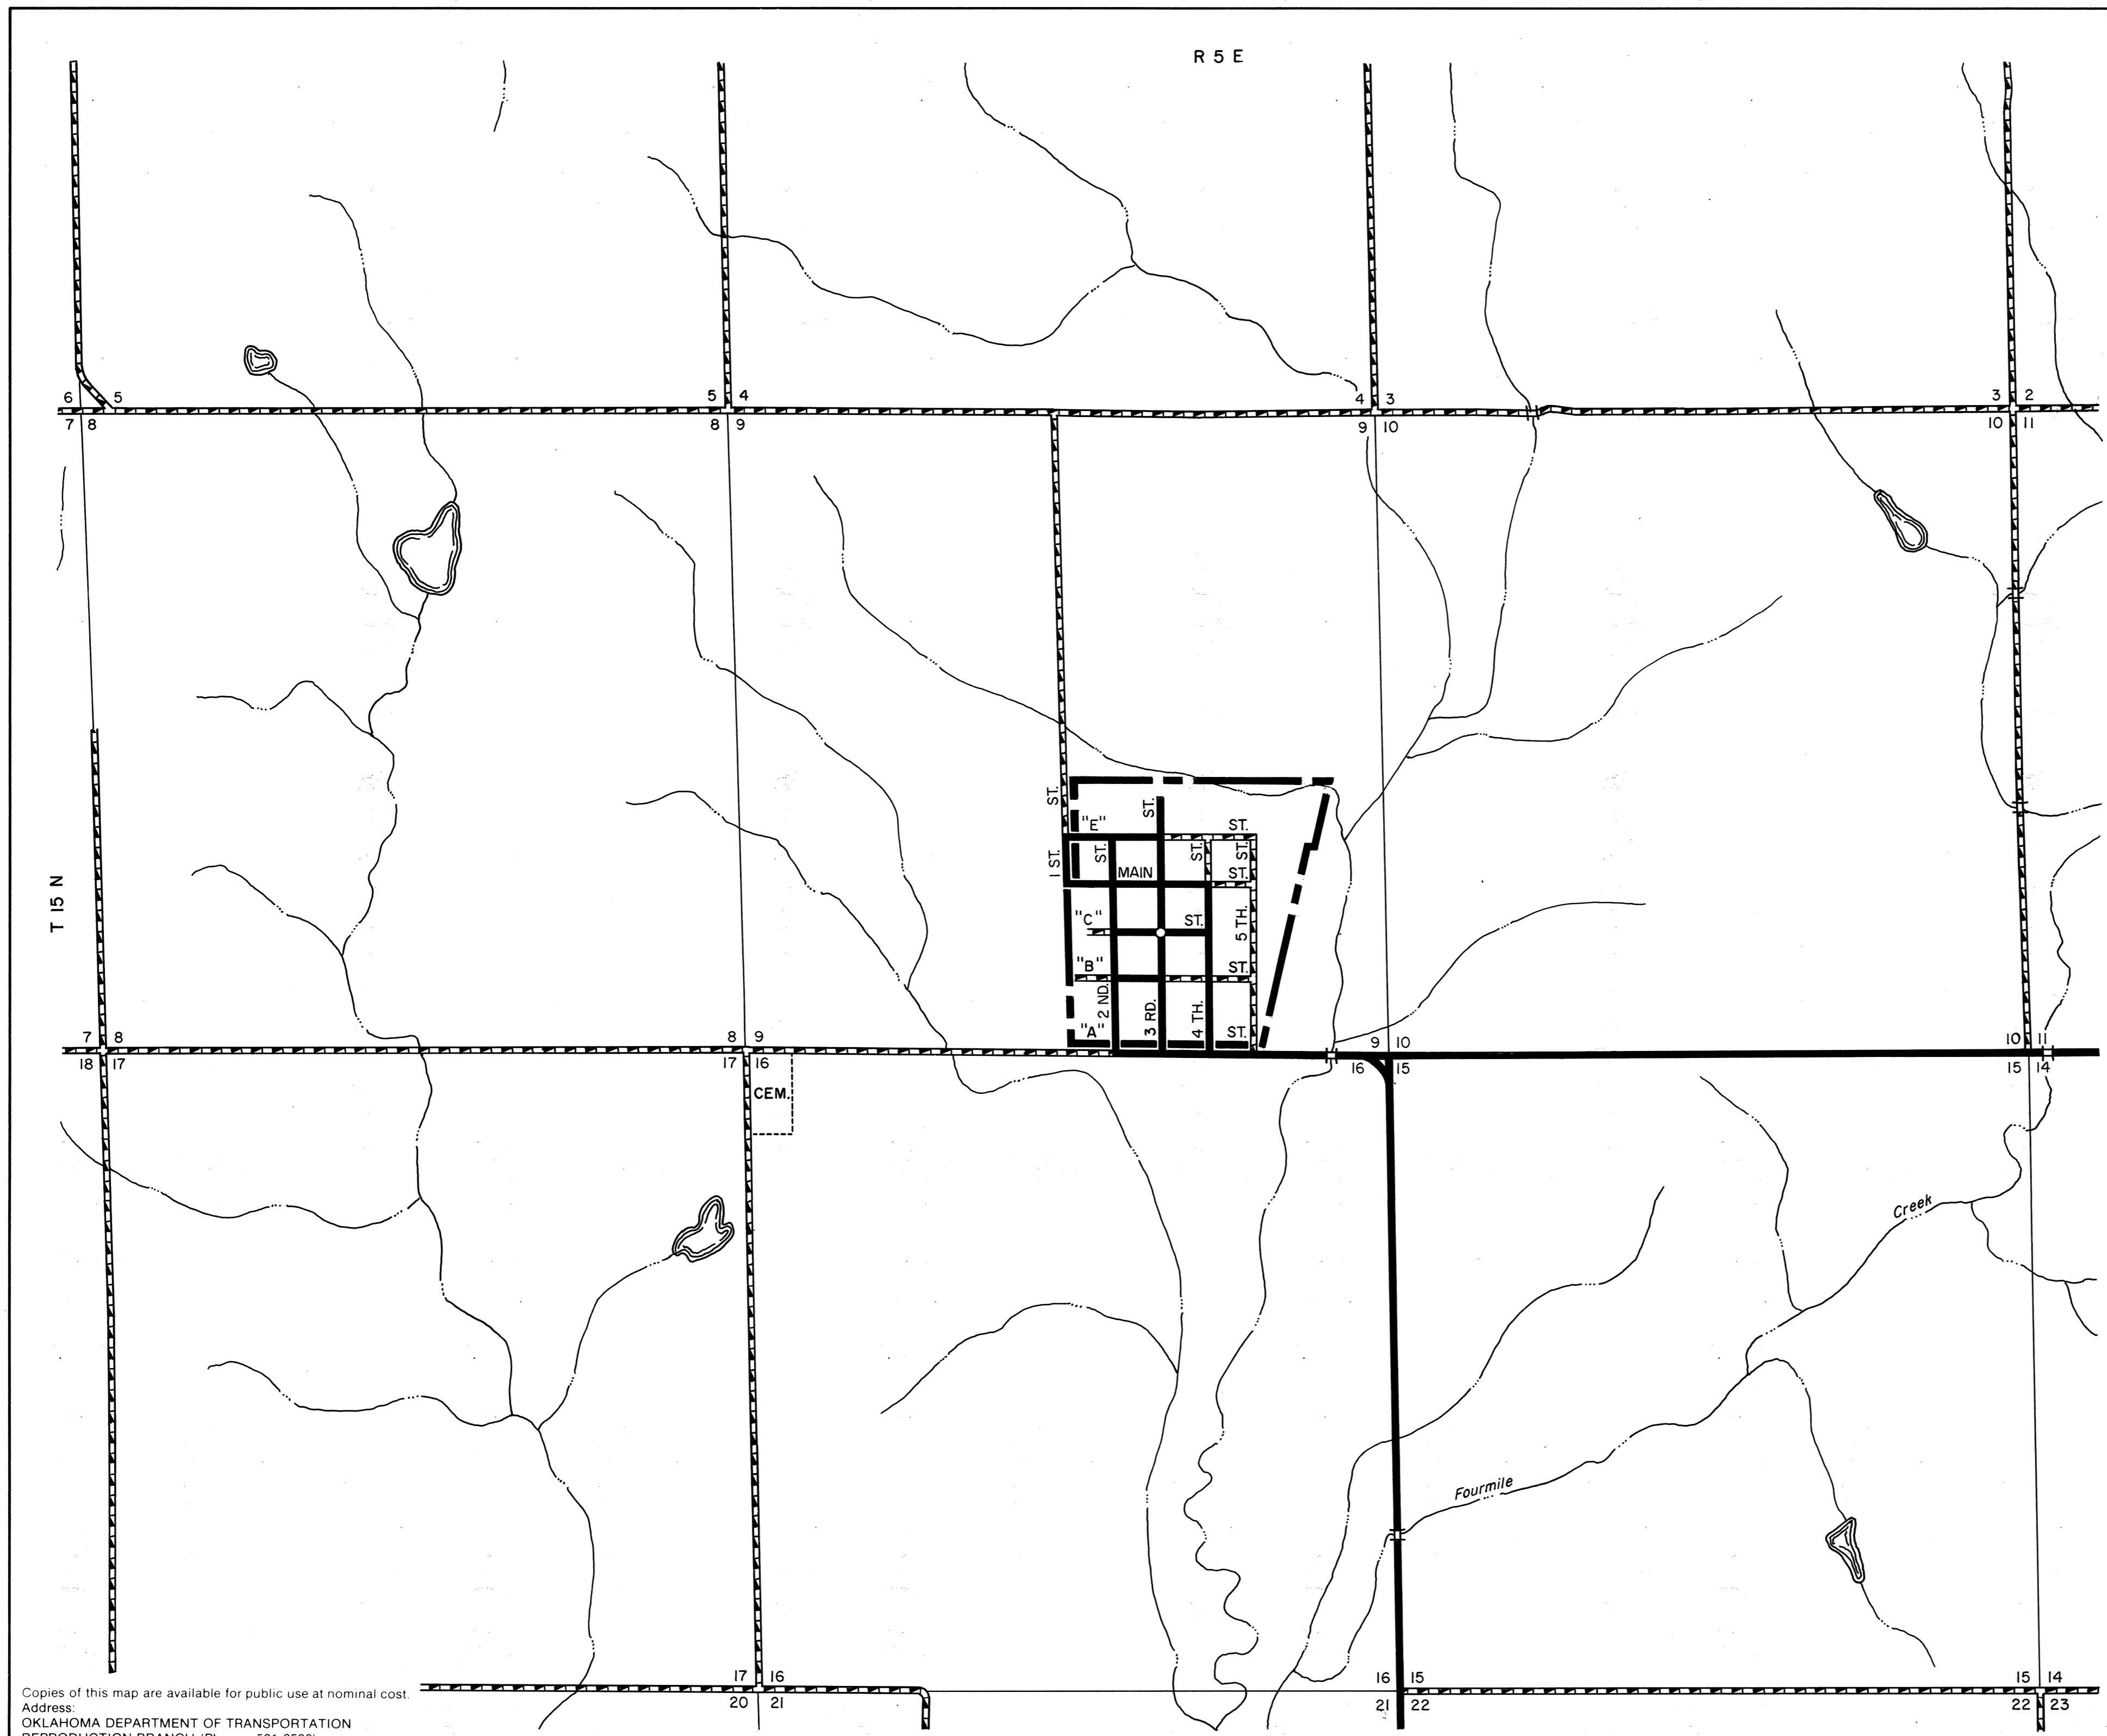 R 5 E
6 5
7 8
5 4
8 9
4 3
9 10
3 2
10 11
T 15 N
ST.
ST.
"E" ST.
1 ST.
ST.
ST.
ST.
MAIN ST.
"C" ST.
5 TH.
"B" ST.
2 ND.
3 RD.
4 TH.
"A" ST.
7 8
18 17
8 9
17 16
9 10
16 15
10 11
15 14
CEM.
Creek
Fourmile
17 16
20 21
16 15
21 22
15 14
22 23
Copies of this map are available for public use at nominal cost.
Address:
OKLAHOMA DEPARTMENT OF TRANSPORTATION